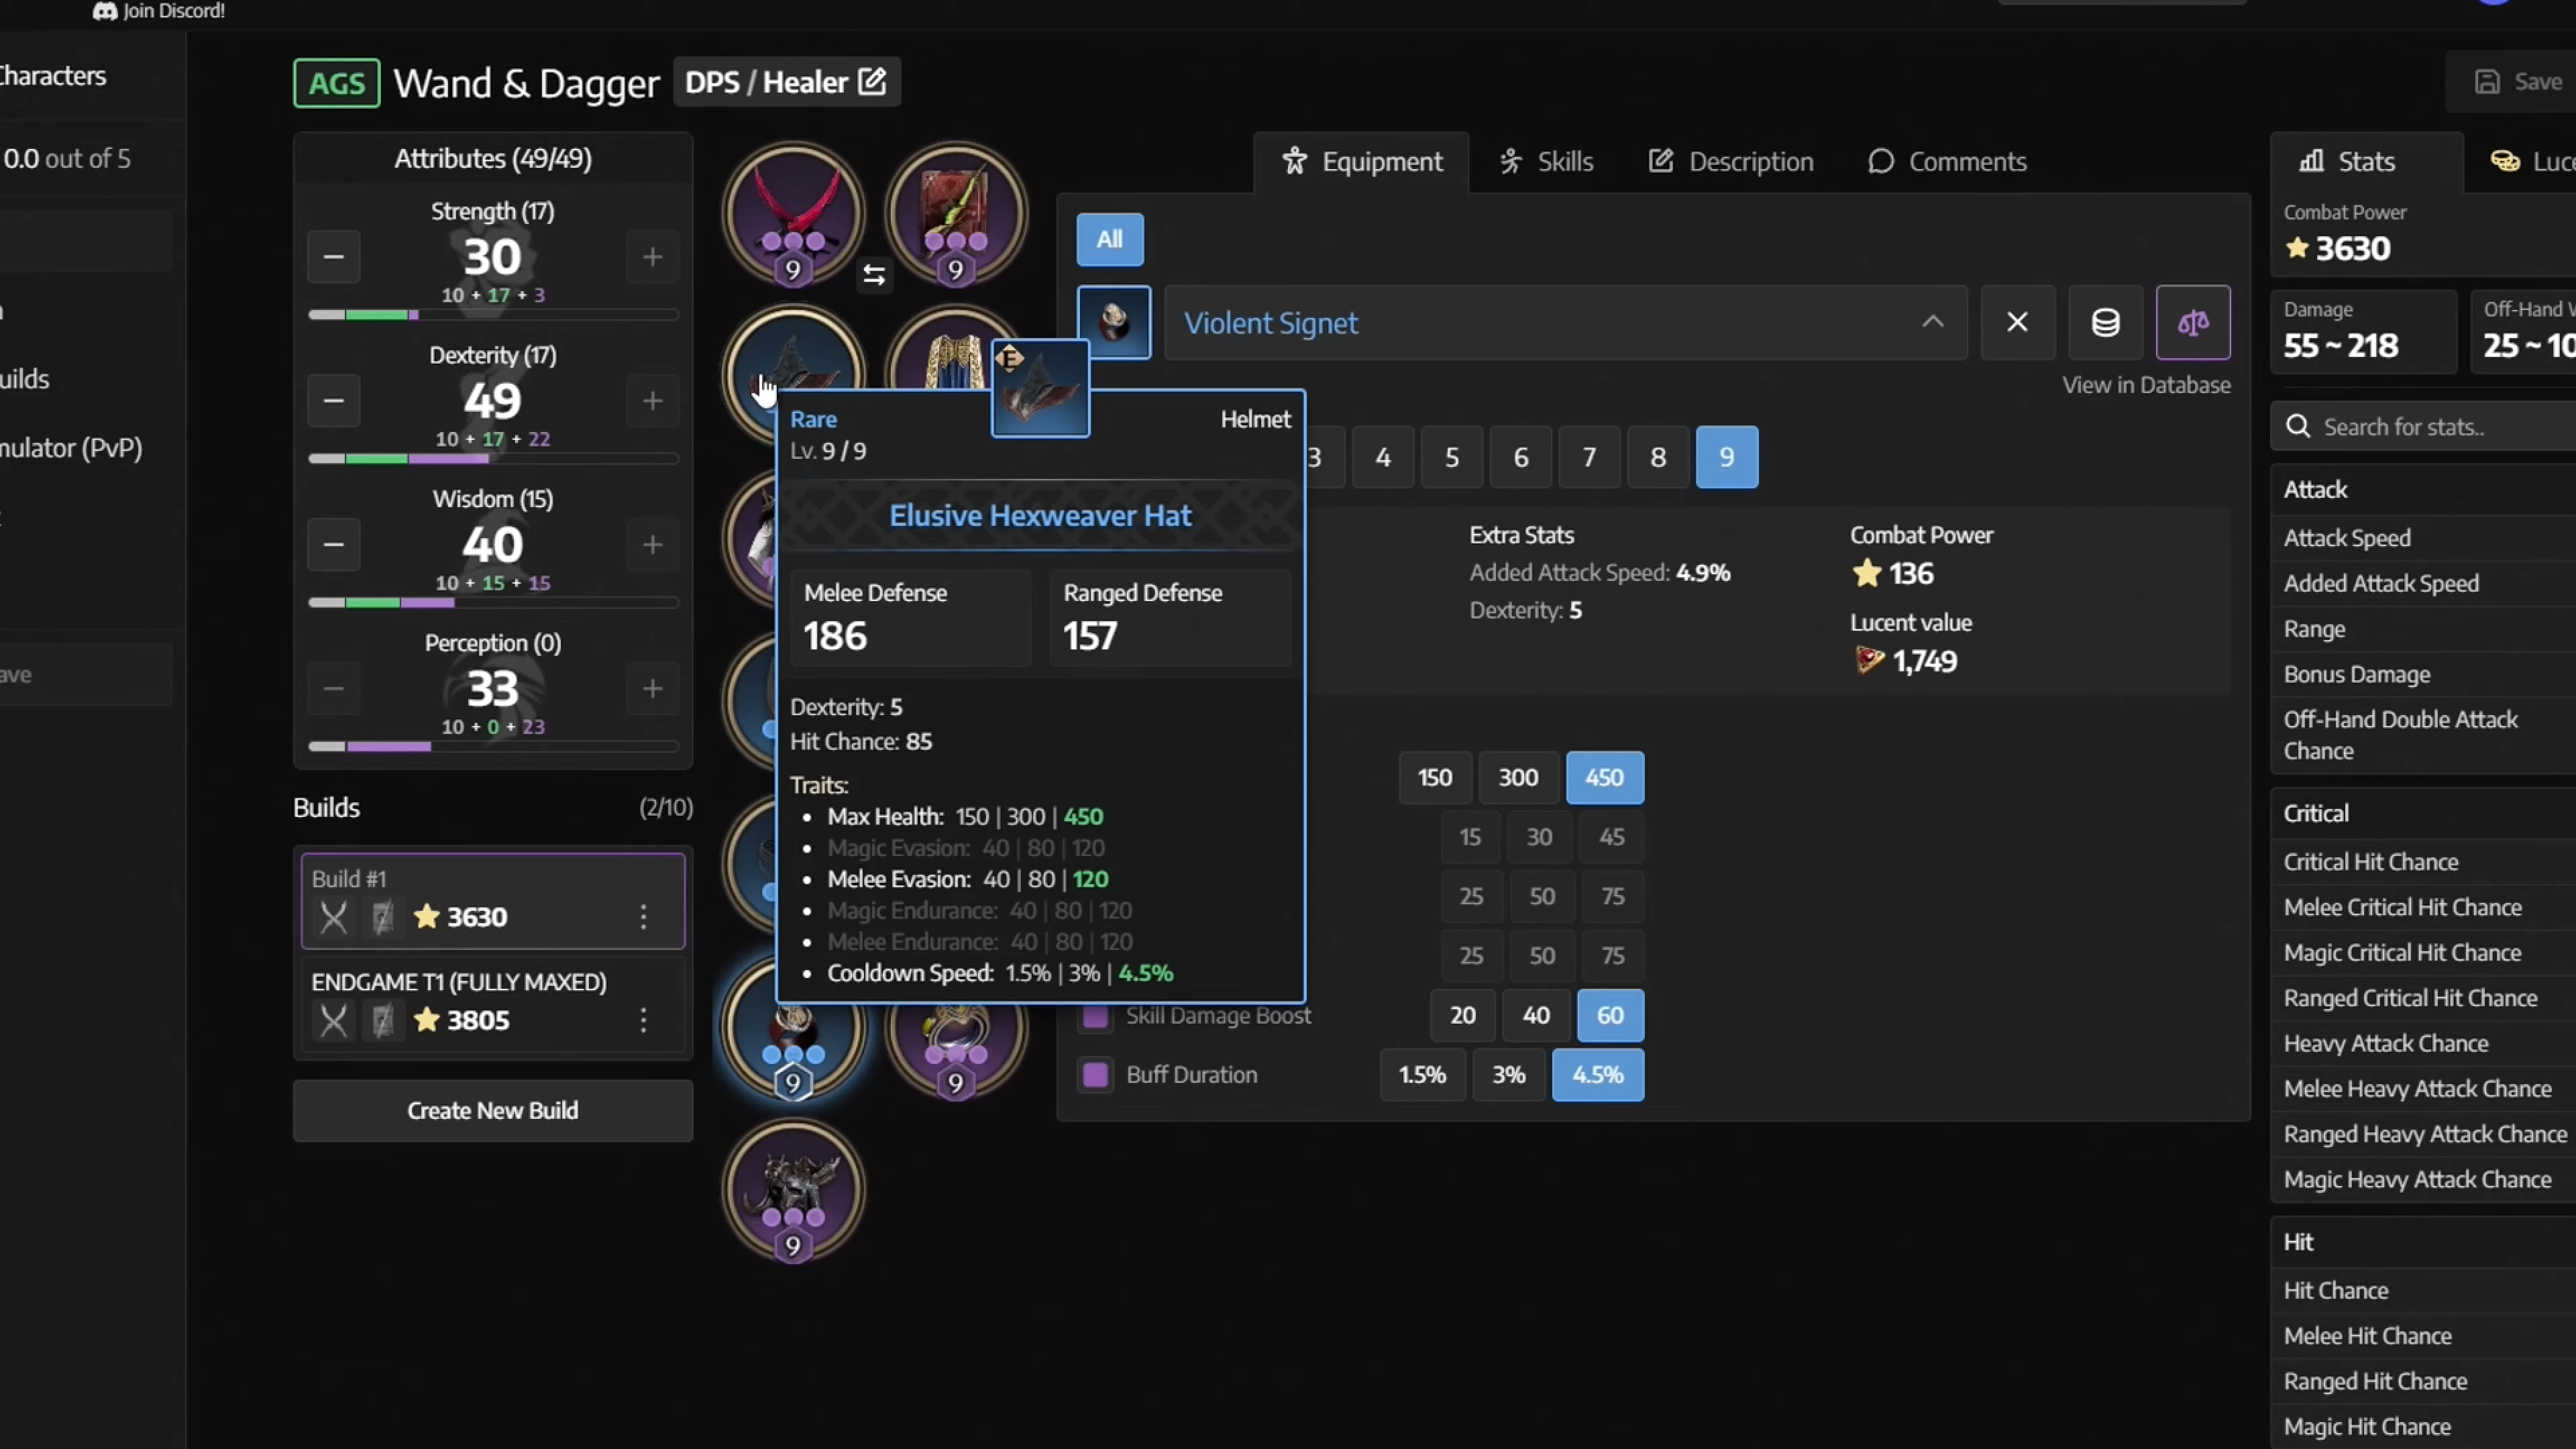 Join Discord!
Characters
AGS Wand & Dagger DPS / Healer
Save
0.0 out of 5
Attributes (49/49)
Strength (17)
30
10 + 17 + 3
Dexterity (17)
49
10 + 17 + 22
Wisdom (15)
40
10 + 15 + 15
Perception (0)
33
10 + 0 + 23
mulator (PvP)
Builds (2/10)
Build #1
3630
ENDGAME T1 (FULLY MAXED)
3805
Create New Build
9 9
9 9
9
Equipment Skills Description Comments
All
Violent Signet
View in Database
3 4 5 6 7 8 9
Extra Stats
Added Attack Speed: 4.9%
Dexterity: 5
Combat Power
136
Lucent value
1,749
150 300 450
15 30 45
25 50 75
25 50 75
Skill Damage Boost 20 40 60
Buff Duration 1.5% 3% 4.5%
Rare Helmet
Lv. 9 / 9
Elusive Hexweaver Hat
Melee Defense Ranged Defense
186 157
Dexterity: 5
Hit Chance: 85
Traits:
• Max Health: 150 | 300 | 450
• Magic Evasion: 40 | 80 | 120
• Melee Evasion: 40 | 80 | 120
• Magic Endurance: 40 | 80 | 120
• Melee Endurance: 40 | 80 | 120
• Cooldown Speed: 1.5% | 3% | 4.5%
Stats Luce
Combat Power
3630
Damage Off-Hand W
55 ~ 218 25 ~ 10
Search for stats..
Attack
Attack Speed
Added Attack Speed
Range
Bonus Damage
Off-Hand Double Attack
Chance
Critical
Critical Hit Chance
Melee Critical Hit Chance
Magic Critical Hit Chance
Ranged Critical Hit Chance
Heavy Attack Chance
Melee Heavy Attack Chance
Ranged Heavy Attack Chance
Magic Heavy Attack Chance
Hit
Hit Chance
Melee Hit Chance
Ranged Hit Chance
Magic Hit Chance